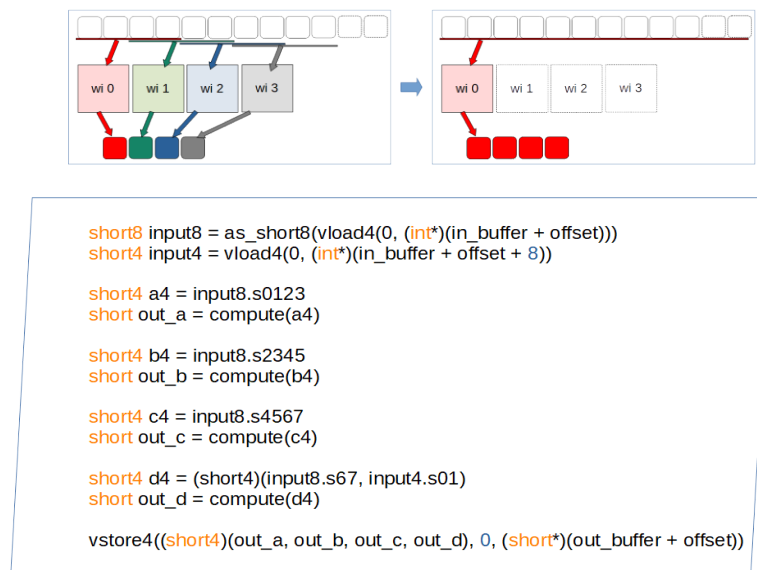 wi 0
wi 1
wi 2
wi 3
wi 0
wi 1
wi 2
wi 3
short8 input8 = as_short8(vload4(0, (int*)(in_buffer + offset)))
short4 input4 = vload4(0, (int*)(in_buffer + offset + 8))
short4 a4 = input8.s0123
short out_a = compute(a4)
short4 b4 = input8.s2345
short out_b = compute(b4)
short4 c4 = input8.s4567
short out_c = compute(c4)
short4 d4 = (short4)(input8.s67, input4.s01)
short out_d = compute(d4)
vstore4((short4)(out_a, out_b, out_c, out_d), 0, (short*)(out_buffer + offset))